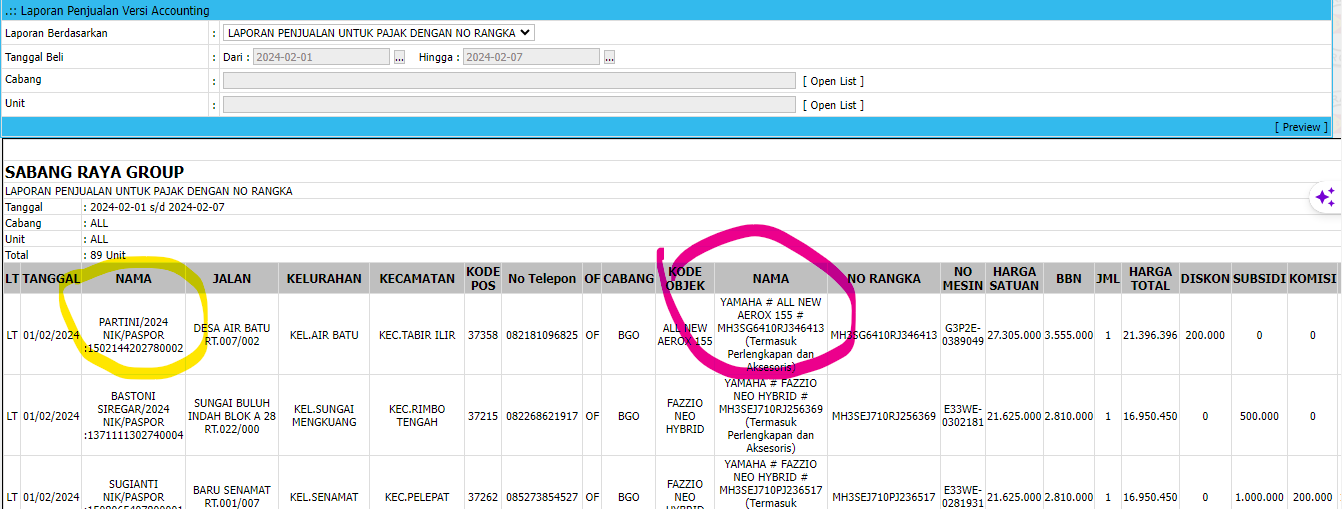 .:: Laporan Penjualan Versi Accounting
Laporan Berdasarkan : LAPORAN PENJUALAN UNTUK PAJAK DENGAN NO RANGKA
Tanggal Beli : Dari : 2024-02-01 ... Hingga : 2024-02-07 ...
Cabang : [ Open List ]
Unit : [ Open List ]
[ Preview ]
SABANG RAYA GROUP
LAPORAN PENJUALAN UNTUK PAJAK DENGAN NO RANGKA
Tanggal : 2024-02-01 s/d 2024-02-07
Cabang : ALL
Unit : ALL
Total : 89 Unit
LT TANGGAL NAMA JALAN KELURAHAN KECAMATAN KODE POS No Telepon OF CABANG KODE OBJEK NAMA NO RANGKA NO MESIN HARGA SATUAN BBN JML HARGA TOTAL DISKON SUBSIDI KOMISI
LT 01/02/2024 PARTINI/2024 NIK/PASPOR :1502144202780002 DESA AIR BATU RT.007/002 KEL.AIR BATU KEC.TABIR ILIR 37358 082181096825 OF BGO ALL NEW AEROX 155 YAMAHA # ALL NEW AEROX 155 # MH3SG6410RJ346413 (Termasuk Perlengkapan dan Aksesoris) MH3SG6410RJ346413 G3P2E-0389049 27.305.000 3.555.000 1 21.396.396 200.000 0 0
LT 01/02/2024 BASTONI SIREGAR/2024 NIK/PASPOR :1371111302740004 SUNGAI BULUH INDAH BLOK A 28 RT.022/000 KEL.SUNGAI MENGKUANG KEC.RIMBO TENGAH 37215 082268621917 OF BGO FAZZIO NEO HYBRID YAMAHA # FAZZIO NEO HYBRID # MH3SEJ710RJ256369 (Termasuk Perlengkapan dan Aksesoris) MH3SEJ710RJ256369 E33WE-0302181 21.625.000 2.810.000 1 16.950.450 0 500.000 0
LT 01/02/2024 SUGIANTI NIK/PASPOR BARU SENAMAT RT.001/007 KEL.SENAMAT KEC.PELEPAT 37262 085273854527 OF BGO FAZZIO NEO YAMAHA # FAZZIO NEO HYBRID # MH3SEJ710PJ236517 (Termasuk MH3SEJ710PJ236517 E33WE-0281931 21.625.000 2.810.000 1 16.950.450 0 1.000.000 200.000